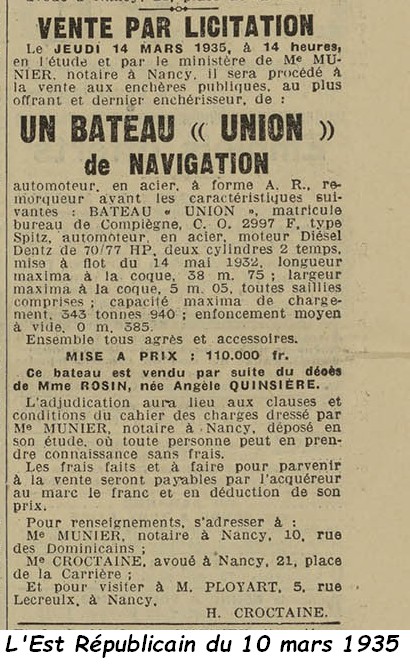 VENTE PAR LICITATION
Le JEUDI 14 MARS 1935, à 14 heures,
en l'étude et par le ministère de Me MU-
NIER, notaire à Nancy, il sera procédé à
la vente aux enchères publiques, au plus
offrant et dernier enchérisseur, de :
UN BATEAU « UNION »
de NAVIGATION
automoteur, en acier, à forme A. R., re-
morqueur ayant les caractéristiques sui-
vantes : BATEAU « UNION », matricule
bureau de Compiègne, C. O. 2997 F, type
Spitz, automoteur, en acier, moteur Diésel
Dentz de 70/77 HP, deux cylindres 2 temps,
mise à flot du 14 mai 1932, longueur
maxima à la coque, 38 m. 75 ; largeur
maxima à la coque, 5 m. 05, toutes saillies
comprises ; capacité maxima de charge-
ment, 343 tonnes 940 ; enfoncement moyen
à vide, 0 m. 385.
Ensemble tous agrès et accessoires.
MISE A PRIX : 110.000 fr.
Ce bateau est vendu par suite du décès
de Mme ROSIN, née Angèle QUINSIÈRE.
L'adjudication aura lieu aux clauses et
conditions du cahier des charges dressé par
Me MUNIER, notaire à Nancy, déposé en
son étude, où toute personne peut en pren-
dre connaissance sans frais.
Les frais faits et à faire pour parvenir
à la vente seront payables par l'acquéreur
au marc le franc et en déduction de son
prix.
Pour renseignements, s'adresser à :
Me MUNIER, notaire à Nancy, 10, rue
des Dominicains ;
Me CROCTAINE, avoué à Nancy, 21, place
de la Carrière ;
Et pour visiter à M. PLOYART, 5, rue
Lecreulx, à Nancy.
H. CROCTAINE.
L'Est Républicain du 10 mars 1935